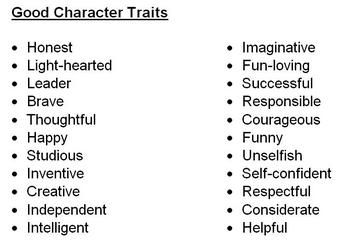 Good Character Traits
• Honest
• Light-hearted
• Leader
• Brave
• Thoughtful
• Happy
• Studious
• Inventive
• Creative
• Independent
• Intelligent
• Imaginative
• Fun-loving
• Successful
• Responsible
• Courageous
• Funny
• Unselfish
• Self-confident
• Respectful
• Considerate
• Helpful